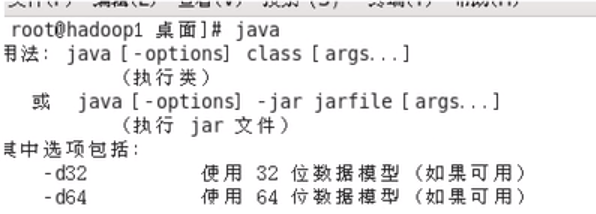 root@hadoop1 桌面]# java
用法: java [-options] class [args...]
(执行类)
或 java [-options] -jar jarfile [args...]
(执行 jar 文件)
其中选项包括:
-d32 使用 32 位数据模型 (如果可用)
-d64 使用 64 位数据模型 (如果可用)